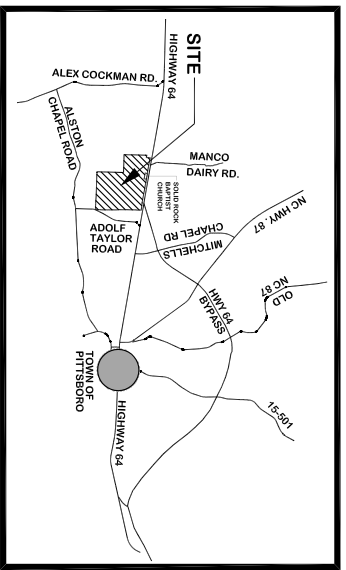 SITE
HIGHWAY 64
ALEX COCKMAN RD.
ALSTON
CHAPEL ROAD
MANCO
DAIRY RD.
SOLID ROCK
BAPTIST
CHURCH
NC HWY. 87
ADOLF
TAYLOR
ROAD
MITCHELLS
CHAPEL RD
OLD
NC 87
HWY 64
BYPASS
TOWN OF
PITTSBORO
HIGHWAY 64
15-501